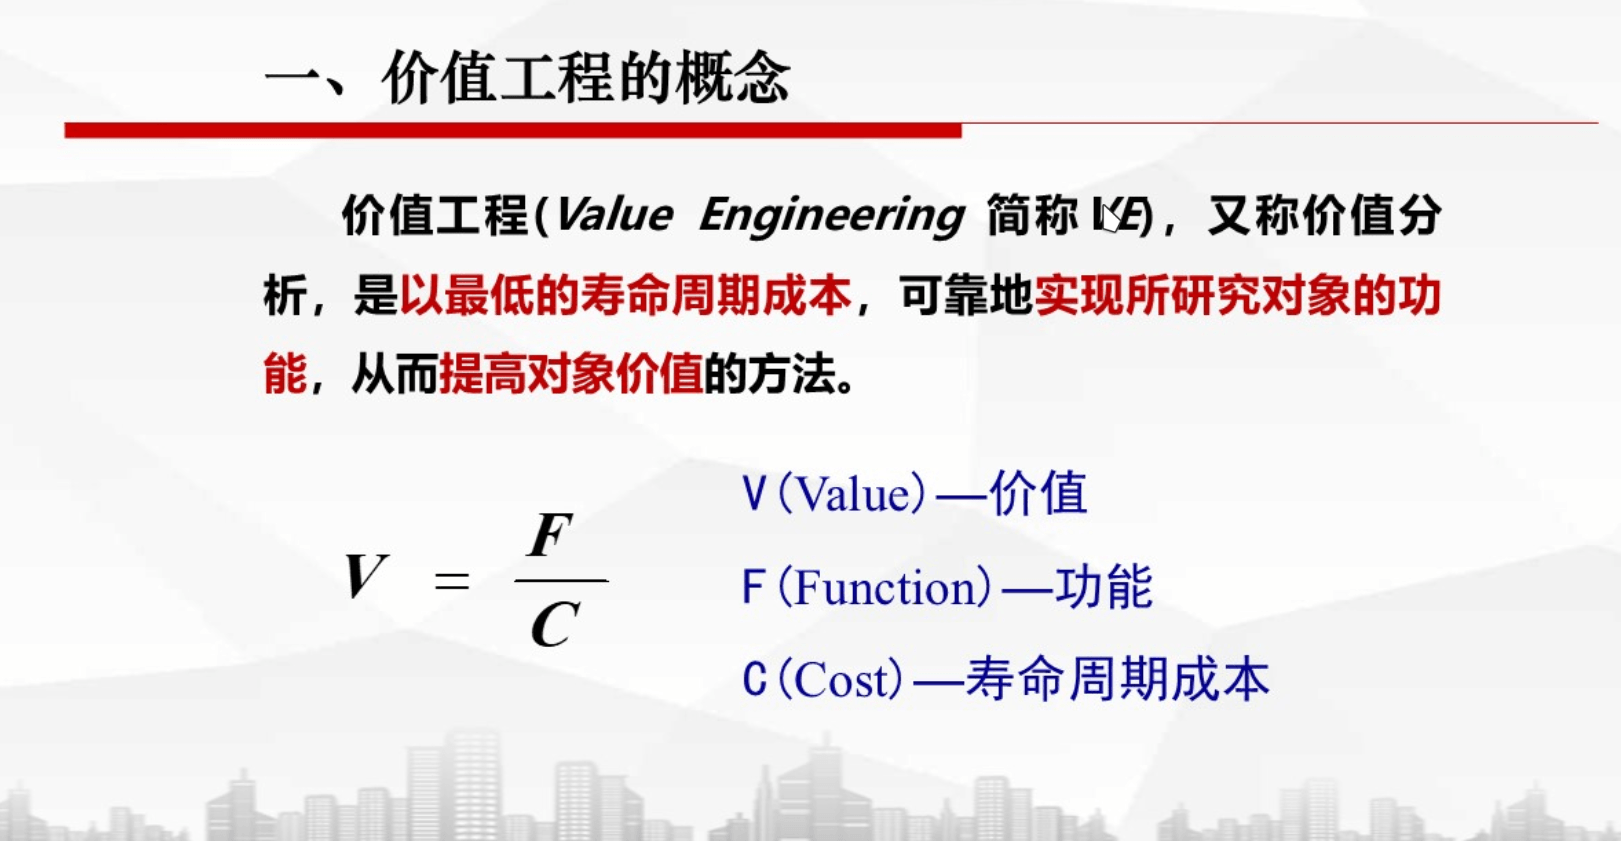 一、价值工程的概念
价值工程(Value Engineering 简称VE)，又称价值分
析，是以最低的寿命周期成本，可靠地实现所研究对象的功
能，从而提高对象价值的方法。
V = F
C
V(Value)—价值
F(Function)—功能
C(Cost)—寿命周期成本